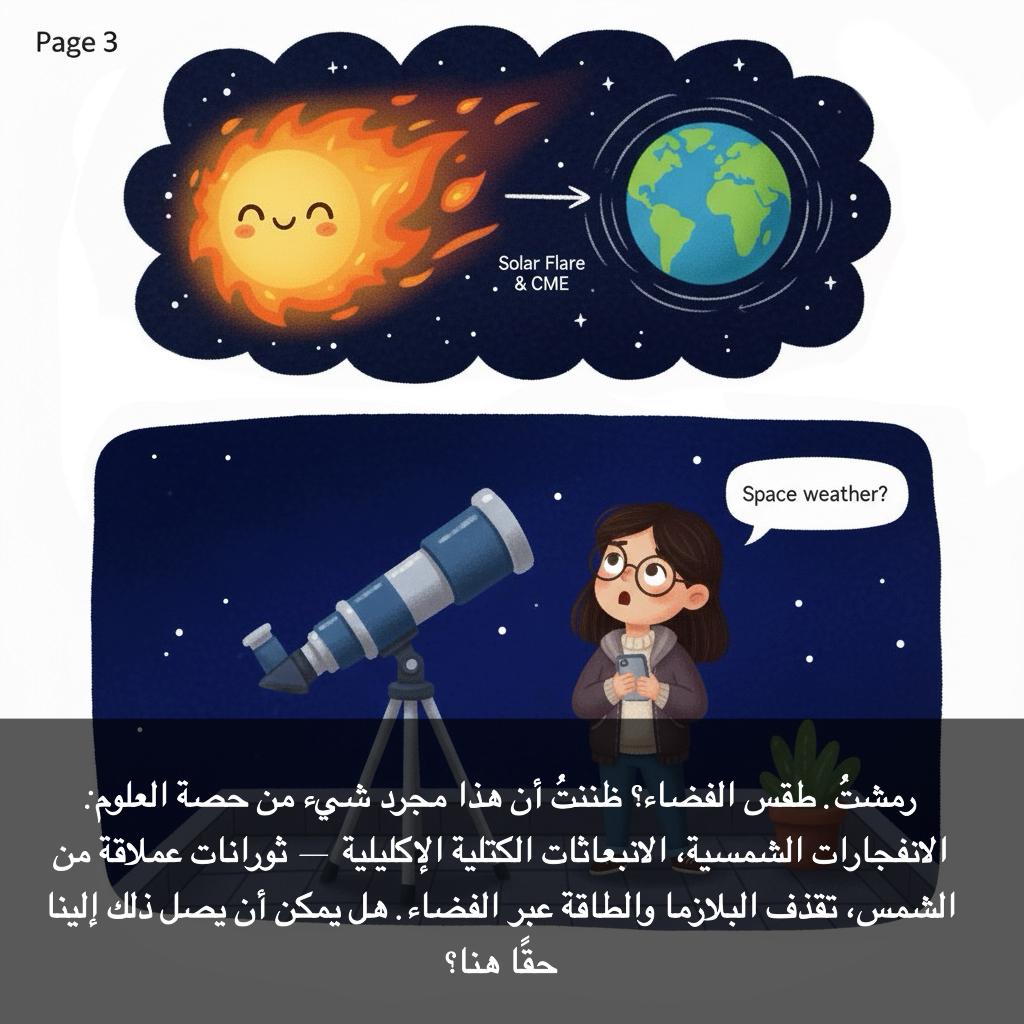 Page 3
Solar Flare
& CME
Space weather?
رمشتُ. طقس الفضاء؟ ظننتُ أن هذا مجرد شيء من حصة العلوم:
الانفجارات الشمسية، الانبعاثات الكتلية الإكليلية — ثورانات عملاقة من
الشمس، تقذف البلازما والطاقة عبر الفضاء. هل يمكن أن يصل ذلك إلينا
حقًا هنا؟